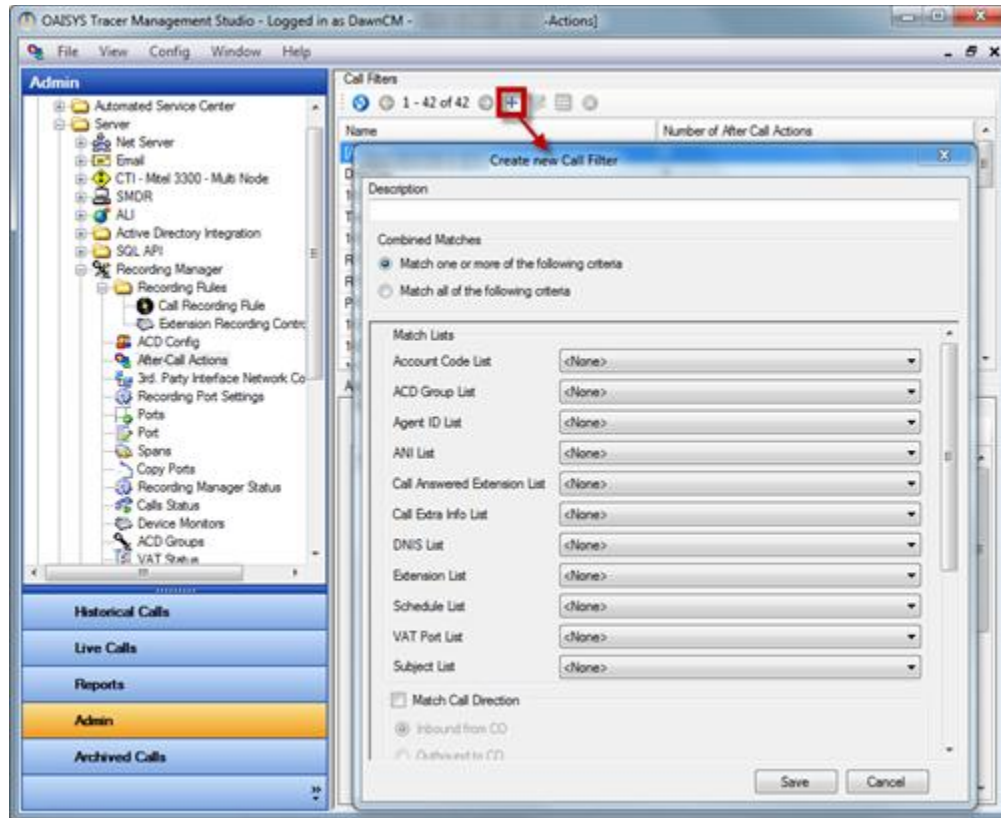 OAISYS Tracer Management Studio - Logged in as DawnCM - -Actions]
File View Config Window Help
Admin
Automated Service Center
Server
Net Server
Email
CTI - Mitel 3300 - Multi Node
SMDR
ALI
Active Directory Integration
SQL API
Recording Manager
Recording Rules
Call Recording Rule
Extension Recording Contro
ACD Config
After-Call Actions
3rd. Party Interface Network Co
Recording Port Settings
Ports
Port
Spans
Copy Ports
Recording Manager Status
Calls Status
Device Monitors
ACD Groups
VAT Status
Historical Calls
Live Calls
Reports
Admin
Archived Calls
Call Filters
1 - 42 of 42
Name Number of After Call Actions
Create new Call Filter
Description
Combined Matches
Match one or more of the following criteria
Match all of the following criteria
Match Lists
Account Code List <None>
ACD Group List <None>
Agent ID List <None>
ANI List <None>
Call Answered Extension List <None>
Call Extra Info List <None>
DNIS List <None>
Extension List <None>
Schedule List <None>
VAT Port List <None>
Subject List <None>
Match Call Direction
Inbound from CO
Outbound to CO
Save Cancel